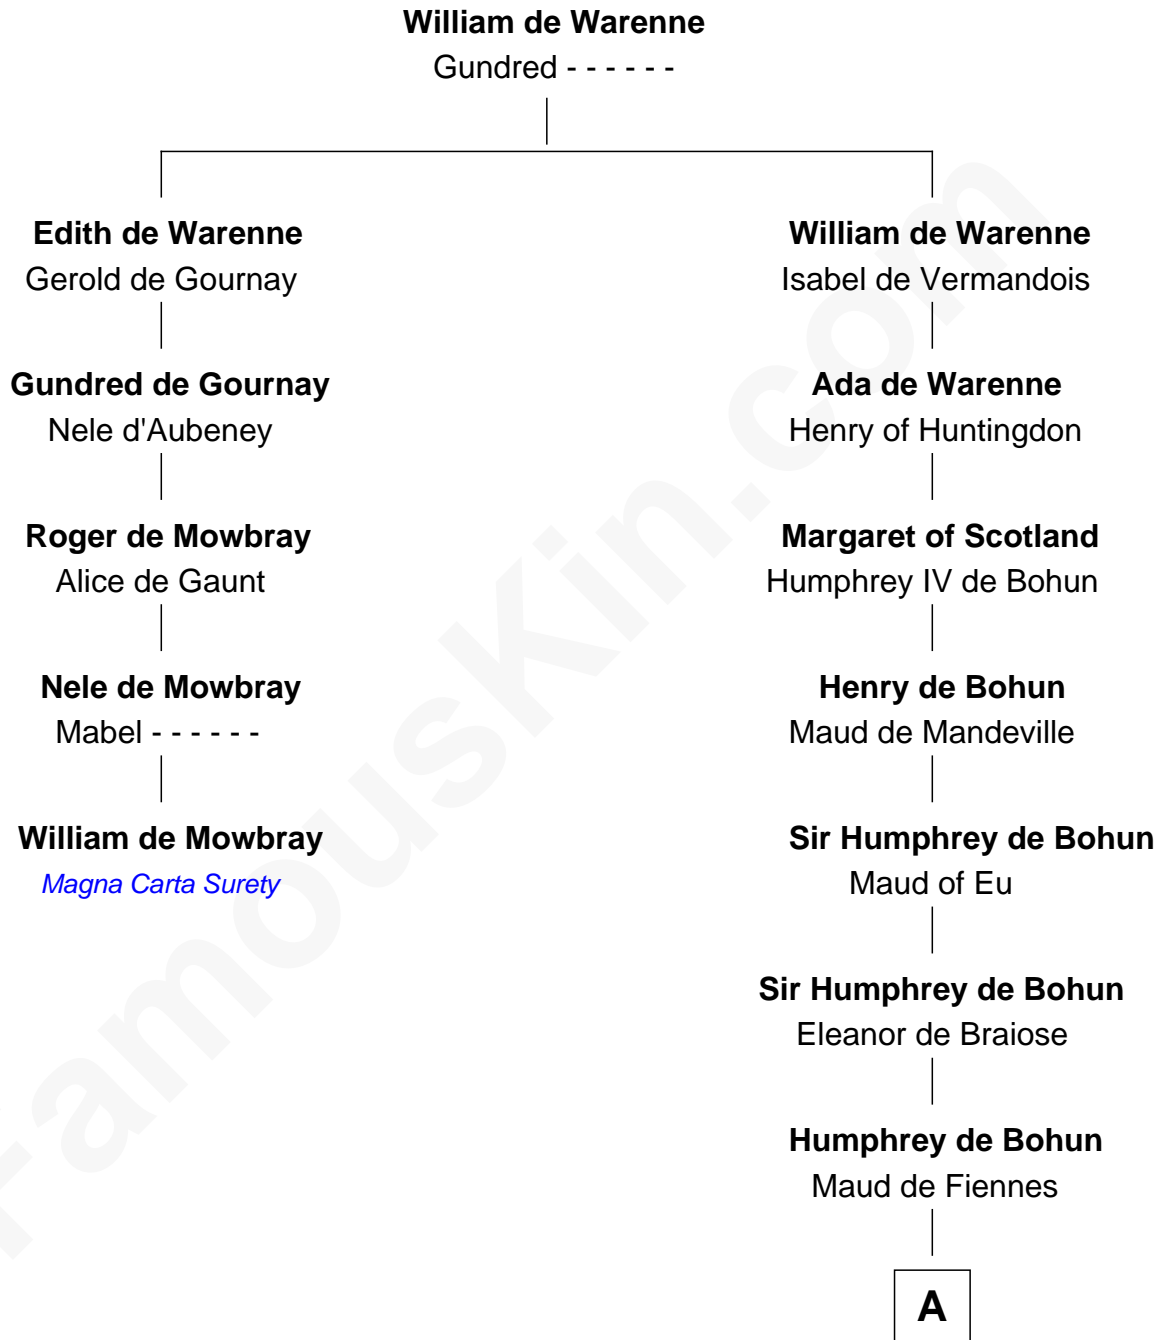 William de Warenne
Gundred - - - - - -
Edith de Warenne
Gerold de Gournay
Gundred de Gournay
Nele d'Aubeney
Roger de Mowbray
Alice de Gaunt
Nele de Mowbray
Mabel - - - - - -
William de Mowbray
Magna Carta Surety
William de Warenne
Isabel de Vermandois
Ada de Warenne
Henry of Huntingdon
Margaret of Scotland
Humphrey IV de Bohun
Henry de Bohun
Maud de Mandeville
Sir Humphrey de Bohun
Maud of Eu
Sir Humphrey de Bohun
Eleanor de Braiose
Humphrey de Bohun
Maud de Fiennes
A
FamousKin.com